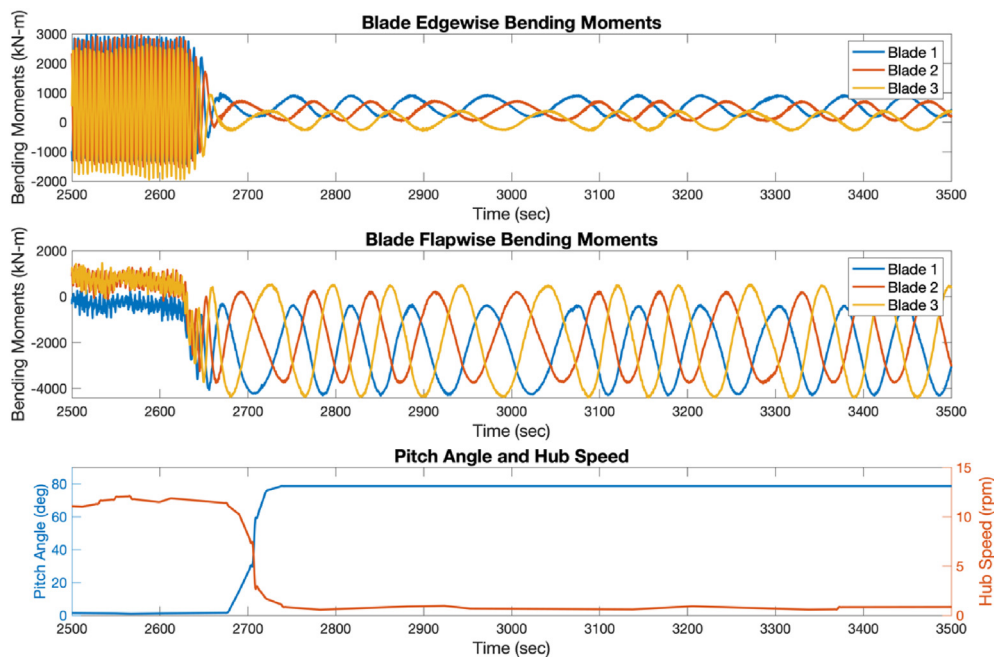 Blade Edgewise Bending Moments
Bending Moments (kN-m)
3000
2000
1000
0
-1000
-2000
2500 2600 2700 2800 2900 3000 3100 3200 3300 3400 3500
Time (sec)
Blade 1
Blade 2
Blade 3
Blade Flapwise Bending Moments
Bending Moments (kN-m)
2000
0
-2000
-4000
2500 2600 2700 2800 2900 3000 3100 3200 3300 3400 3500
Time (sec)
Blade 1
Blade 2
Blade 3
Pitch Angle and Hub Speed
Pitch Angle (deg)
80
60
40
20
0
2500 2600 2700 2800 2900 3000 3100 3200 3300 3400 3500
Time (sec)
15
10
5
0
Hub Speed (rpm)